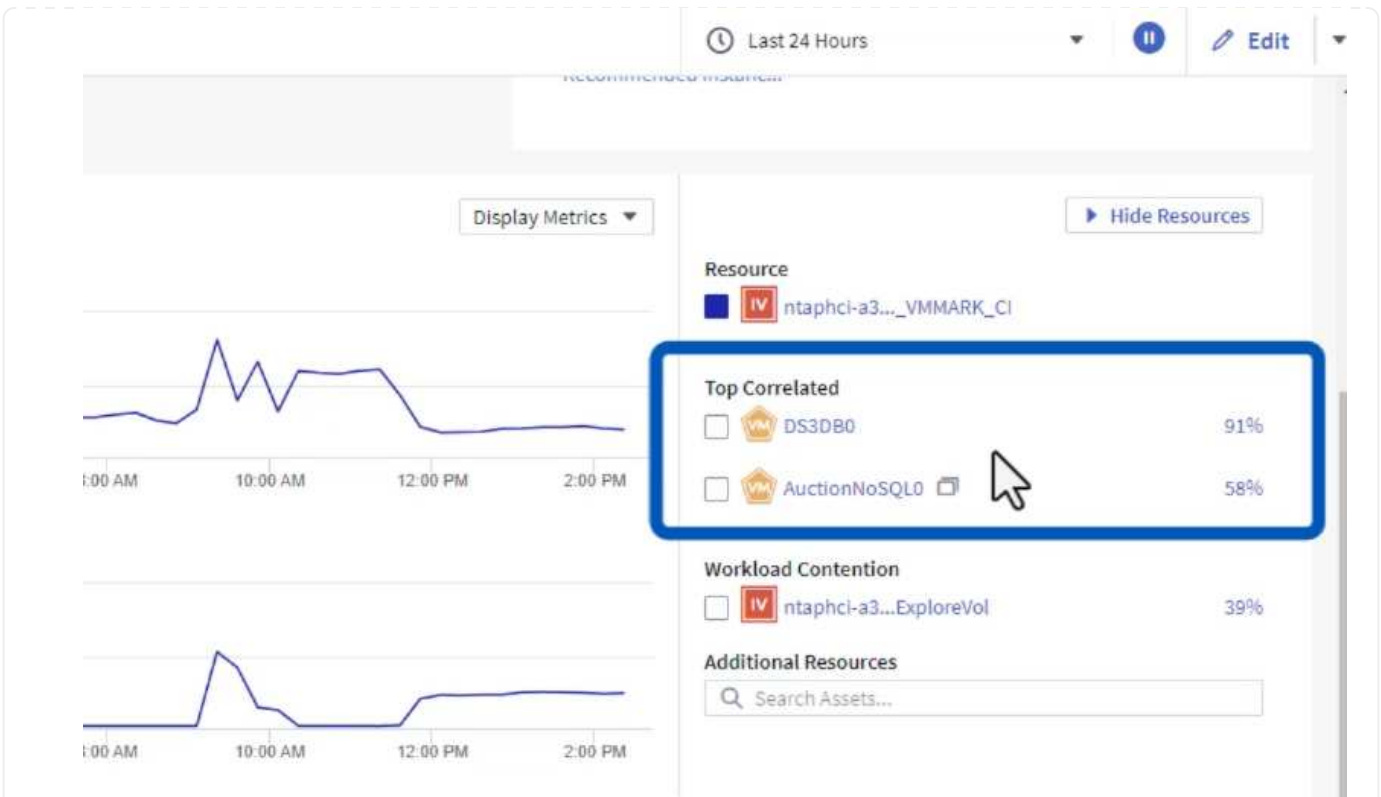 Last 24 Hours
Edit
Recommended Instanc...
Display Metrics
Hide Resources
Resource
IV ntaphci-a3..._VMMARK_CI
Top Correlated
VM DS3DB0 91%
VM AuctionNoSQL0 58%
Workload Contention
IV ntaphci-a3...ExploreVol 39%
Additional Resources
Search Assets...
:00 AM 10:00 AM 12:00 PM 2:00 PM
:00 AM 10:00 AM 12:00 PM 2:00 PM